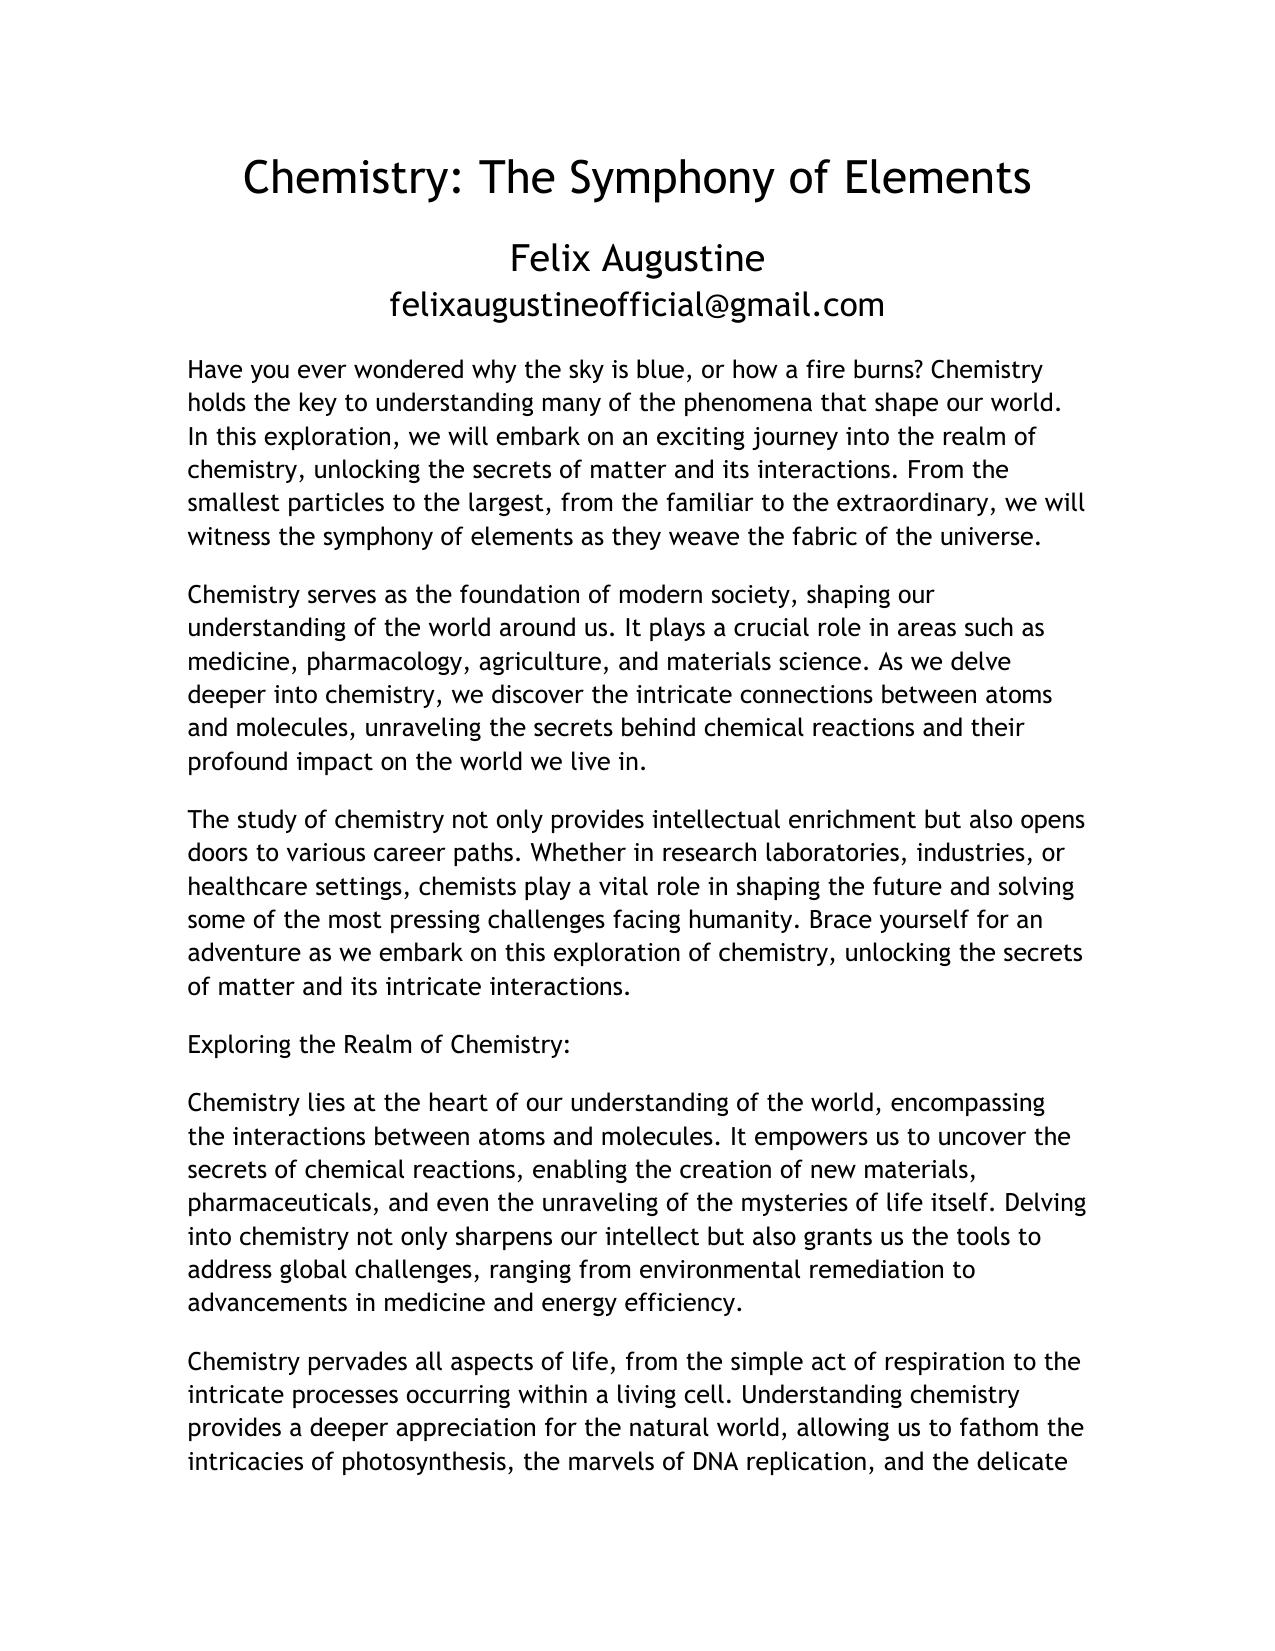 Chemistry: The Symphony of Elements
Felix Augustine
felixaugustineofficial@gmail.com
Have you ever wondered why the sky is blue, or how a fire burns? Chemistry
holds the key to understanding many of the phenomena that shape our world.
In this exploration, we will embark on an exciting journey into the realm of
chemistry, unlocking the secrets of matter and its interactions. From the
smallest particles to the largest, from the familiar to the extraordinary, we will
witness the symphony of elements as they weave the fabric of the universe.
Chemistry serves as the foundation of modern society, shaping our
understanding of the world around us. It plays a crucial role in areas such as
medicine, pharmacology, agriculture, and materials science. As we delve
deeper into chemistry, we discover the intricate connections between atoms
and molecules, unraveling the secrets behind chemical reactions and their
profound impact on the world we live in.
The study of chemistry not only provides intellectual enrichment but also opens
doors to various career paths. Whether in research laboratories, industries, or
healthcare settings, chemists play a vital role in shaping the future and solving
some of the most pressing challenges facing humanity. Brace yourself for an
adventure as we embark on this exploration of chemistry, unlocking the secrets
of matter and its intricate interactions.
Exploring the Realm of Chemistry:
Chemistry lies at the heart of our understanding of the world, encompassing
the interactions between atoms and molecules. It empowers us to uncover the
secrets of chemical reactions, enabling the creation of new materials,
pharmaceuticals, and even the unraveling of the mysteries of life itself. Delving
into chemistry not only sharpens our intellect but also grants us the tools to
address global challenges, ranging from environmental remediation to
advancements in medicine and energy efficiency.
Chemistry pervades all aspects of life, from the simple act of respiration to the
intricate processes occurring within a living cell. Understanding chemistry
provides a deeper appreciation for the natural world, allowing us to fathom the
intricacies of photosynthesis, the marvels of DNA replication, and the delicate